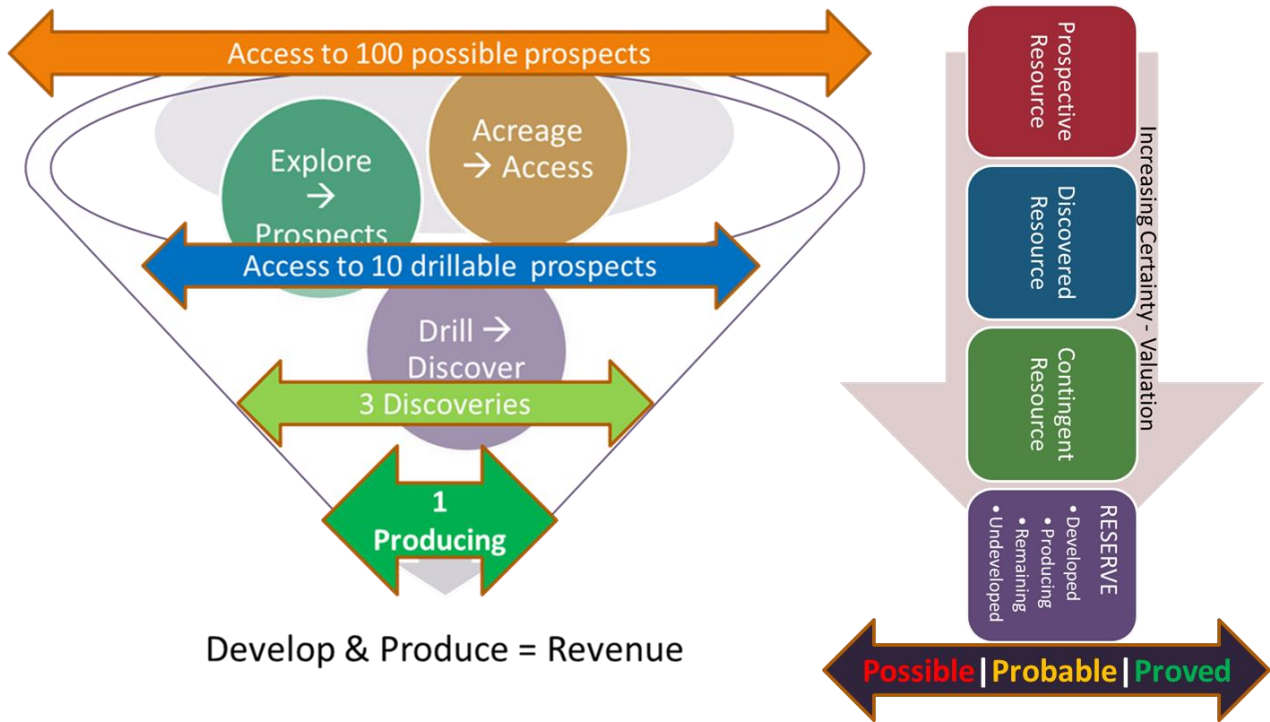 Access to 100 possible prospects
Explore
→
Prospects
Acreage
→ Access
Access to 10 drillable prospects
Drill →
Discover
3 Discoveries
1
Producing
Develop & Produce = Revenue
Prospective
Resource
Discovered
Resource
Contingent
Resource
Increasing Certainty - Valuation
RESERVE
• Developed
• Producing
• Remaining
• Undeveloped
Possible|Probable|Proved